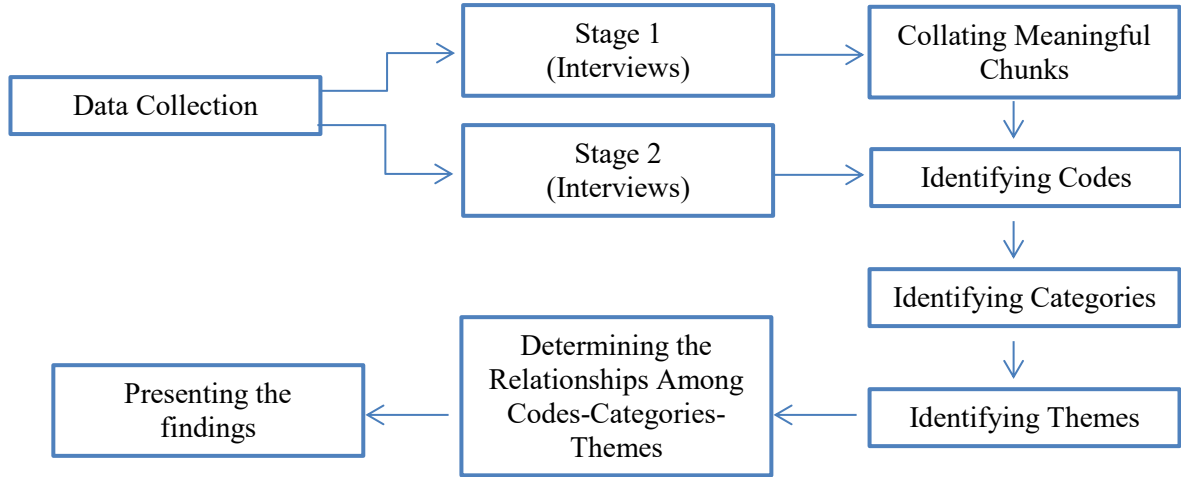 Data Collection
Stage 1
(Interviews)
Collating Meaningful
Chunks
Stage 2
(Interviews)
Identifying Codes
Identifying Categories
Identifying Themes
Determining the
Relationships Among
Codes-Categories-
Themes
Presenting the
findings